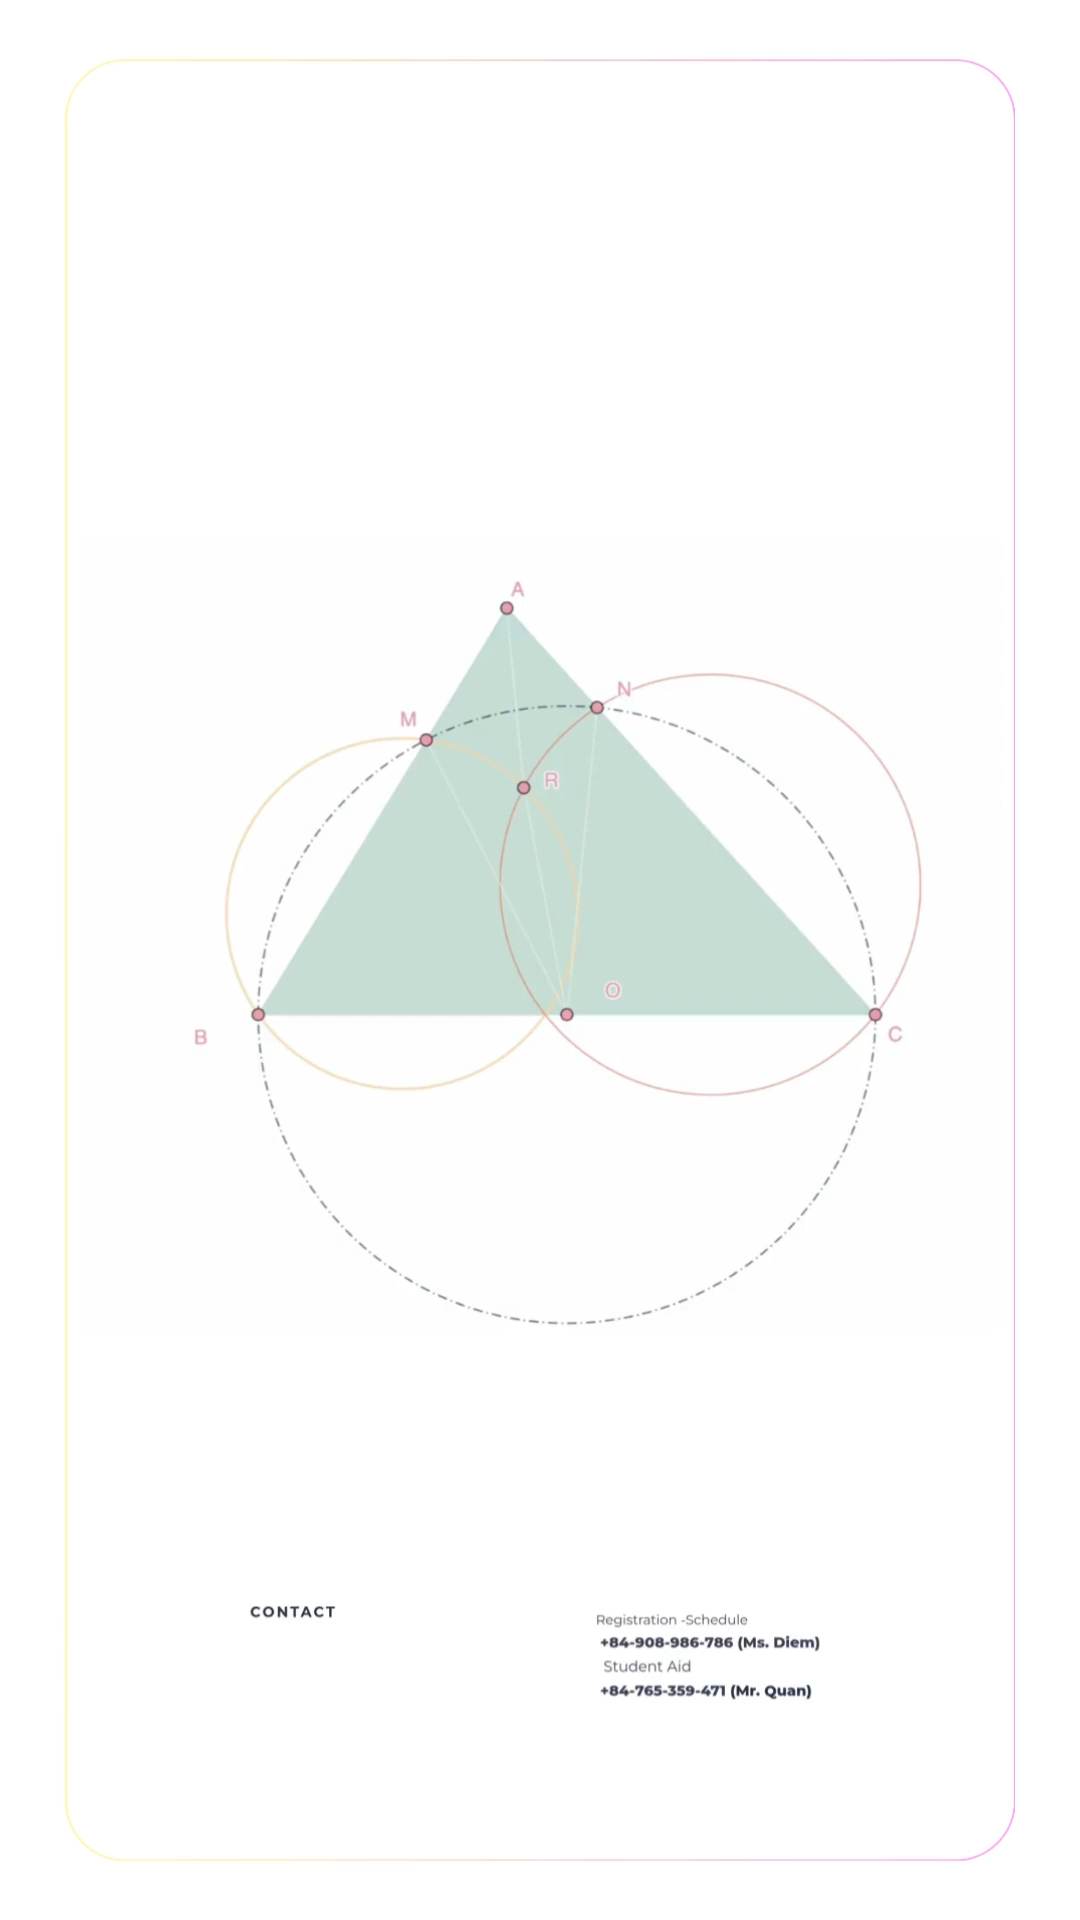 A
N
M
R
O
B
C
CONTACT
Registration -Schedule
+84-908-986-786 (Ms. Diem)
Student Aid
+84-765-359-471 (Mr. Quan)